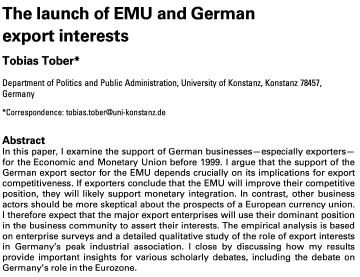 The launch of EMU and German
export interests
Tobias Tober*
Department of Politics and Public Administration, University of Konstanz, Konstanz 78457,
Germany
*Correspondence: tobias.tober@uni-konstanz.de
Abstract
In this paper, I examine the support of German businesses—especially exporters—
for the Economic and Monetary Union before 1999. I argue that the support of the
German export sector for the EMU depends crucially on its implications for export
competitiveness. If exporters conclude that the EMU will improve their competitive
position, they will likely support monetary integration. In contrast, other business
actors should be more skeptical about the prospects of a European currency union.
I therefore expect that the major export enterprises will use their dominant position
in the business community to assert their interests. The empirical analysis is based
on enterprise surveys and a detailed qualitative study of the role of export interests
in Germany's peak industrial association. I close by discussing how my results
provide important insights for various scholarly debates, including the debate on
Germany's role in the Eurozone.